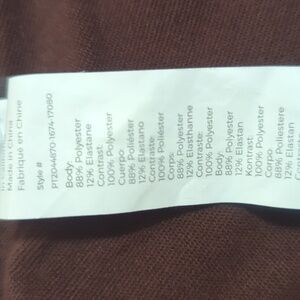 Made in China
Fabriqué en Chine
Style #
PTZ044670-1674-17080
Body:
88% Polyester
12% Elastane
Contrast:
100% Polyester
Cuerpo:
88% Poliéster
12% Elastano
Contraste:
100% Poliéster
Corps:
88% Polyester
12% Elasthanne
Contraste:
100% Polyester
Body:
88% Polyester
12% Elastan
Kontrast:
100% Polyester
Corpo:
88% Poliestere
12% Elastan